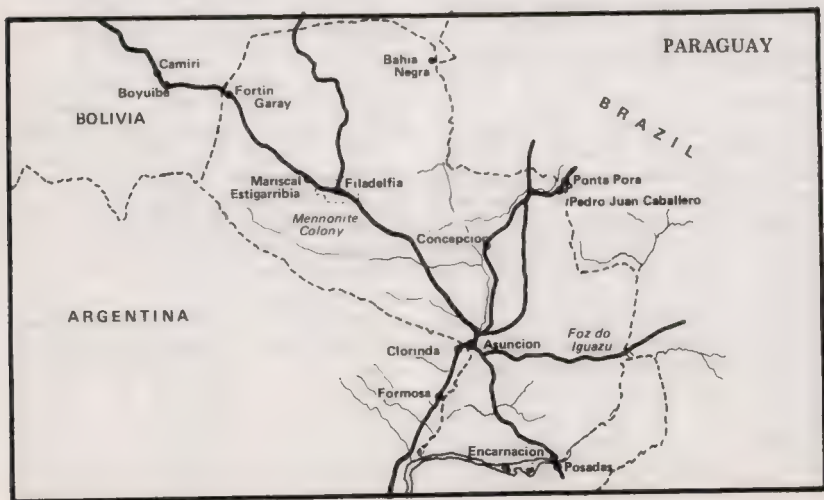 PARAGUAY
Camiri
Boyuibe
Fortin
Garay
BOLIVIA
Bahia
Negra
BRAZIL
Mariscal
Estigarribia
Filadelfia
Mennonite
Colony
Ponta Pora
Pedro Juan Caballero
Concepcion
ARGENTINA
Clorinda
Asuncion
Foz do
Iguazu
Formosa
Encarnacion
Posadas